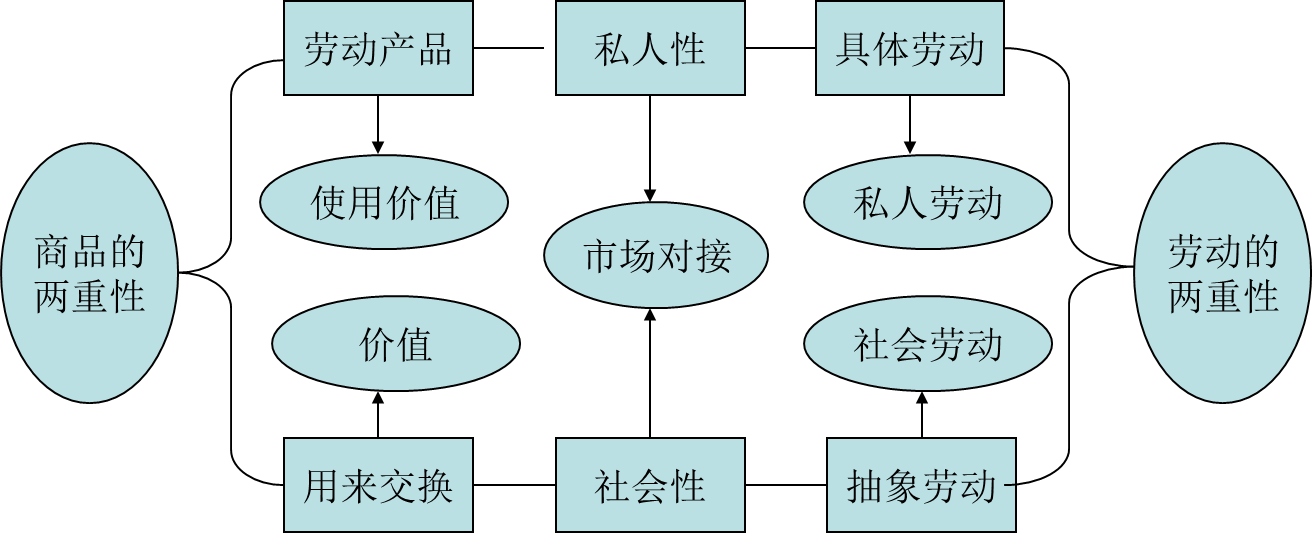 劳动产品
私人性
具体劳动
使用价值
私人劳动
市场对接
商品的
两重性
劳动的
两重性
价值
社会劳动
用来交换
社会性
抽象劳动